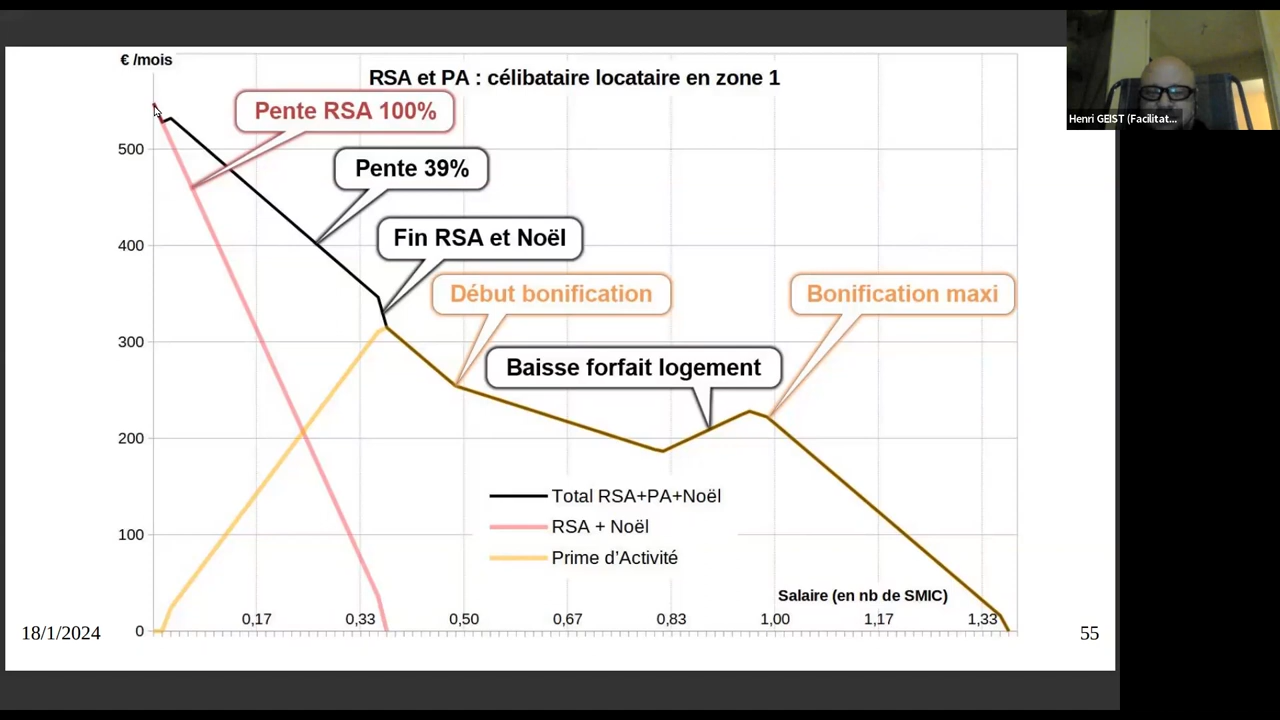 € /mois
RSA et PA : célibataire locataire en zone 1
Henri GEIST (Facilitat...
Pente RSA 100%
500
Pente 39%
400
Fin RSA et Noël
Début bonification
Bonification maxi
300
Baisse forfait logement
200
Total RSA+PA+Noël
RSA + Noël
100
Prime d'Activité
Salaire (en nb de SMIC)
0
0,17
0,33
0,50
0,67
0,83
1,00
1,17
1,33
18/1/2024
55